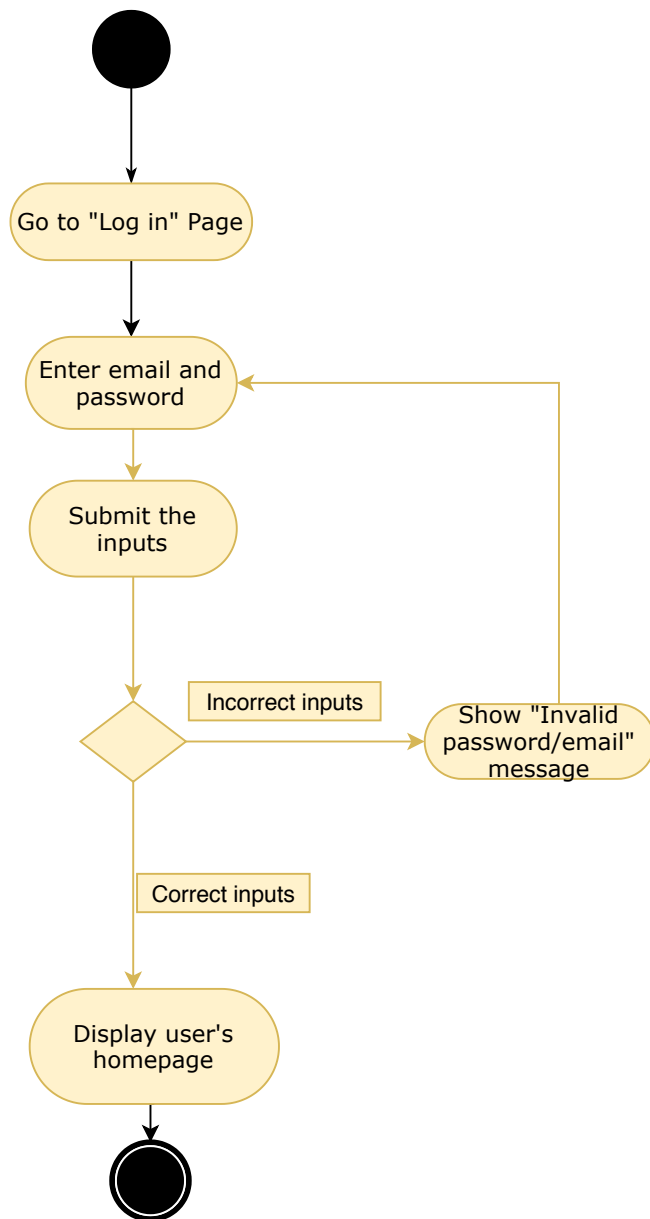 Go to "Log in" Page
Enter email and
password
Submit the
inputs
Incorrect inputs
Show "Invalid
password/email"
message
Correct inputs
Display user's
homepage